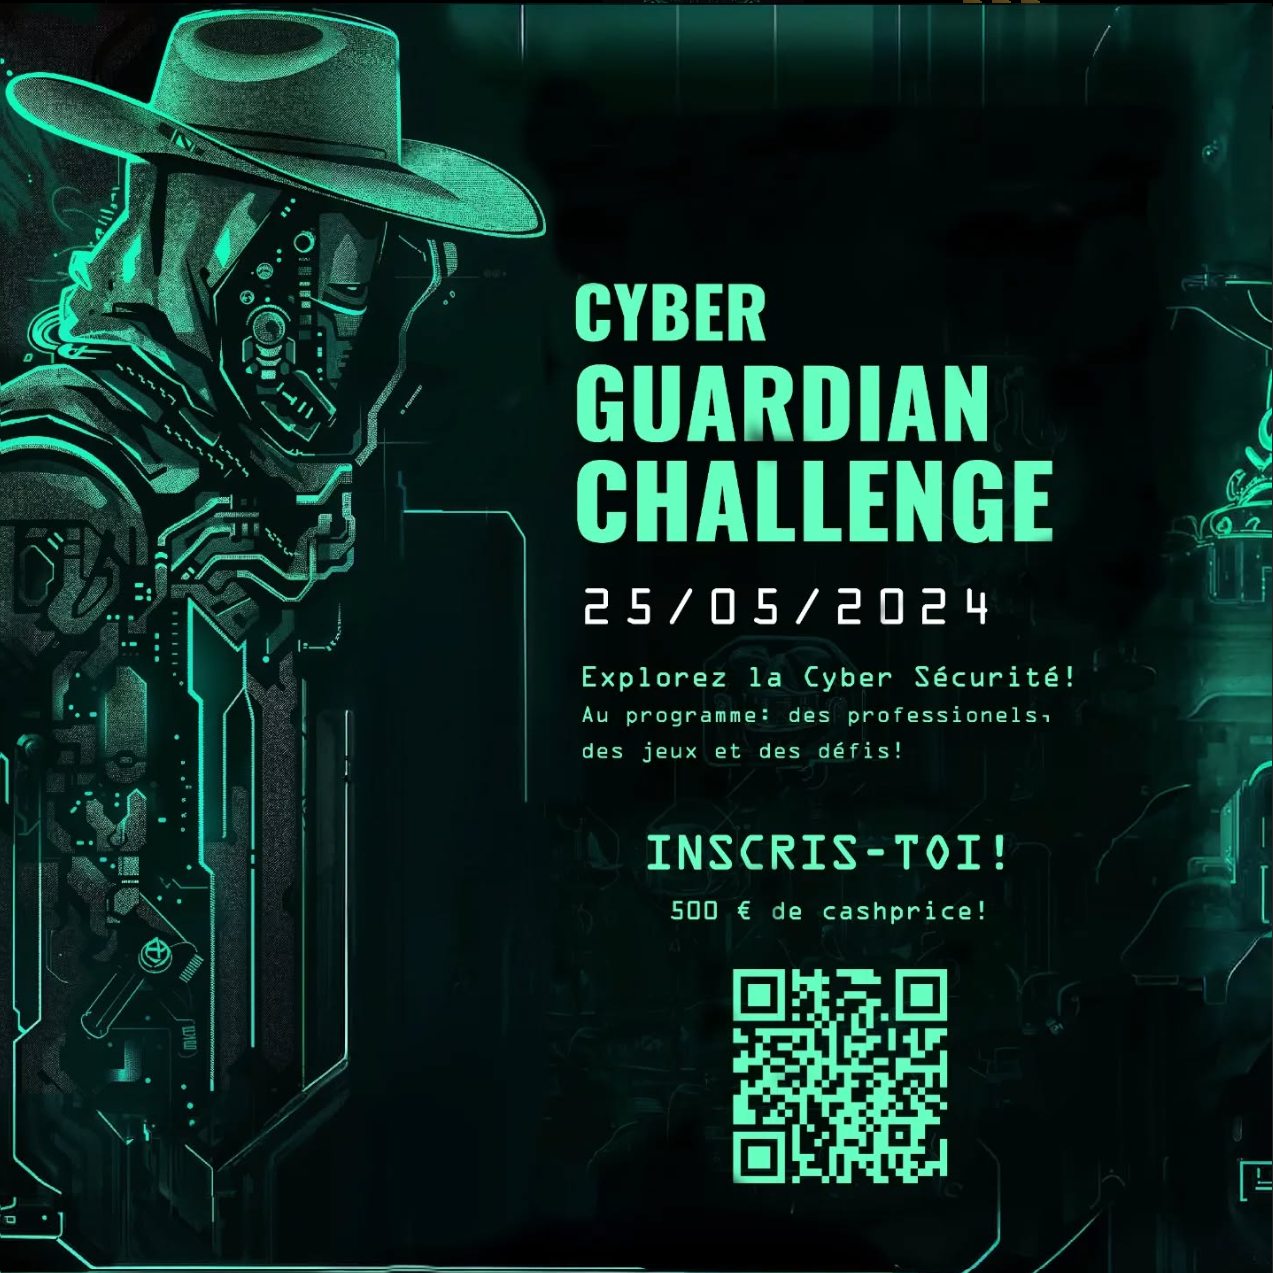 CYBER
GUARDIAN
CHALLENGE
25/05/2024
Explorez la Cyber Sécurité!
Au programme: des professionels,
des jeux et des défis!
INSCRIS-TOI!
500 € de cashprice!